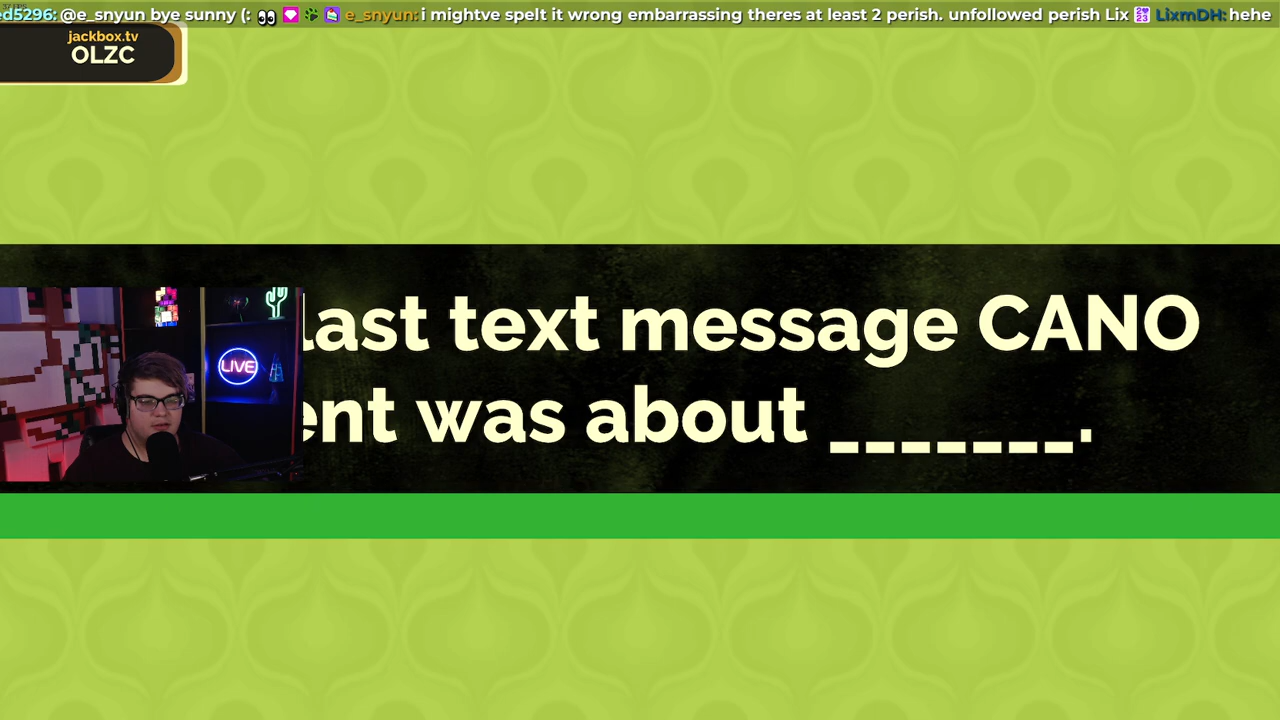 ed5296: @e_snyun bye sunny (: e_snyun: i mightve spelt it wrong embarrassing theres at least 2 perish. unfollowed perish Lix LixmDH: hehe
jackbox.tv
OLZC
last text message CANO
ent was about _______.
LIVE